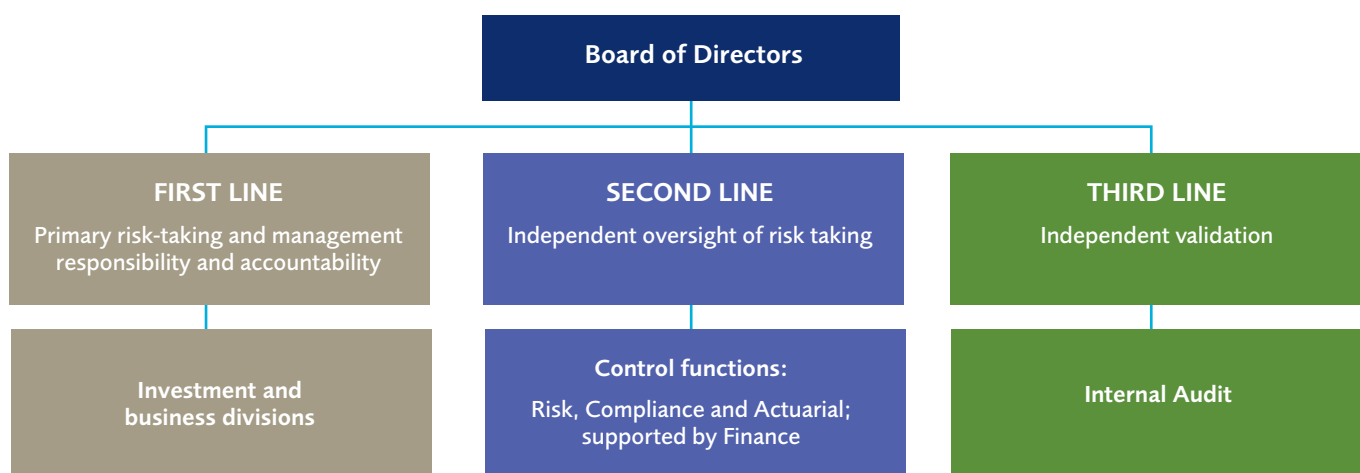 Board of Directors
FIRST LINE
Primary risk-taking and management
responsibility and accountability
SECOND LINE
Independent oversight of risk taking
THIRD LINE
Independent validation
Investment and
business divisions
Control functions:
Risk, Compliance and Actuarial;
supported by Finance
Internal Audit